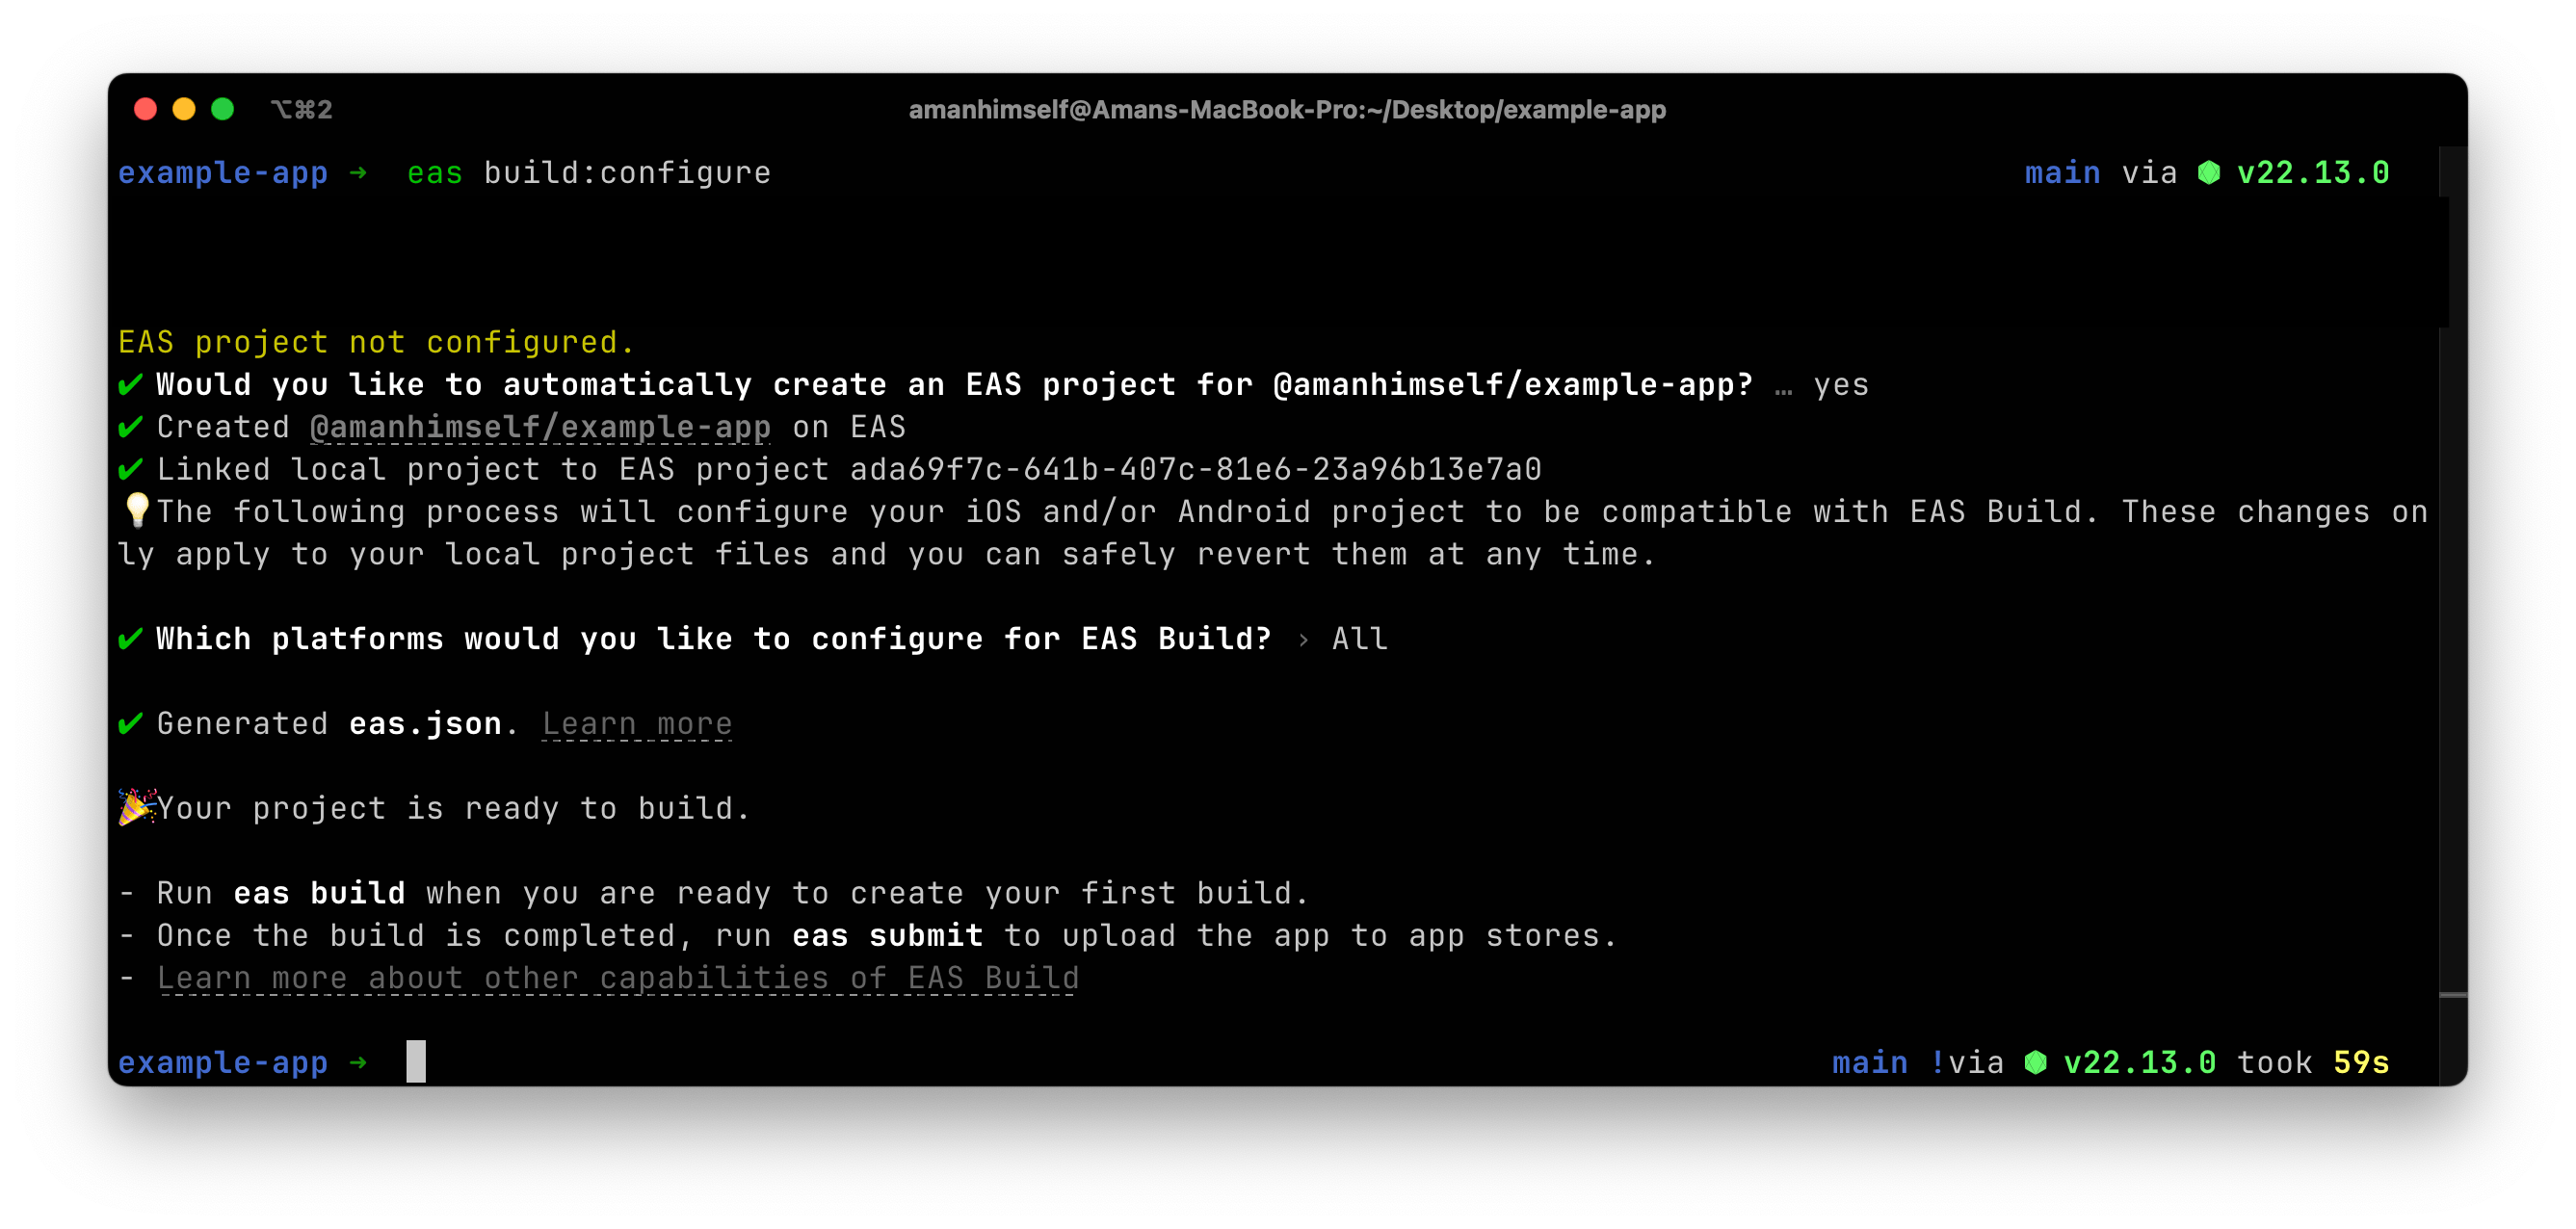 ⌥⌘2 amanhimself@Amans-MacBook-Pro:~/Desktop/example-app
example-app → eas build:configure main via ⬢ v22.13.0
EAS project not configured.
✔ Would you like to automatically create an EAS project for @amanhimself/example-app? … yes
✔ Created @amanhimself/example-app on EAS
✔ Linked local project to EAS project ada69f7c-641b-407c-81e6-23a96b13e7a0
💡The following process will configure your iOS and/or Android project to be compatible with EAS Build. These changes on
ly apply to your local project files and you can safely revert them at any time.
✔ Which platforms would you like to configure for EAS Build? › All
✔ Generated eas.json. Learn more
🎉Your project is ready to build.
- Run eas build when you are ready to create your first build.
- Once the build is completed, run eas submit to upload the app to app stores.
- Learn more about other capabilities of EAS Build
example-app → main !via ⬢ v22.13.0 took 59s